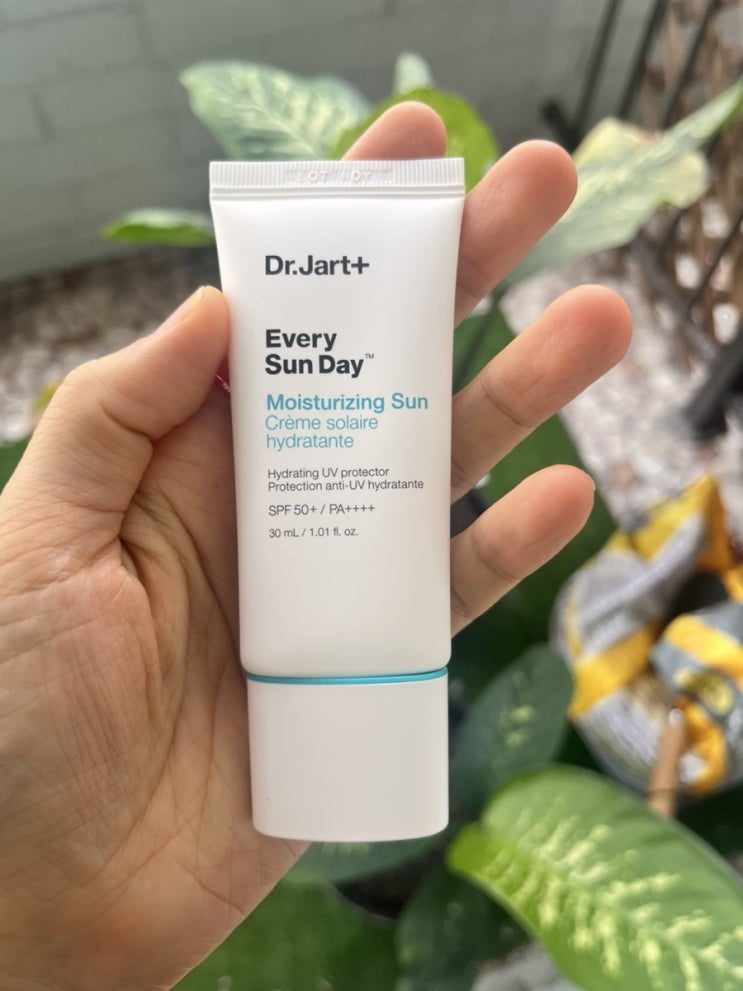 LOT
Dr.Jart+
Every
Sun Day™
Moisturizing Sun
Crème solaire
hydratante
Hydrating UV protector
Protection anti-UV hydratante
SPF 50+ / PA++++
30 mL / 1.01 fl. oz.